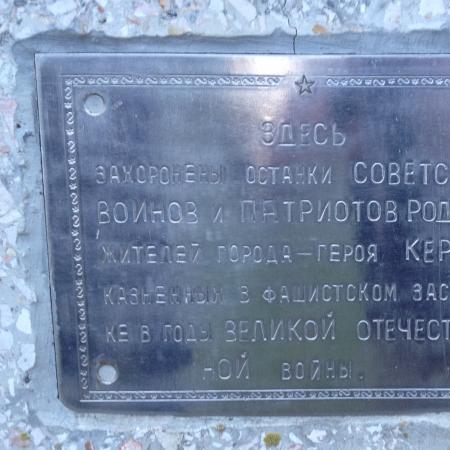 ЗДЕСЬ
ЗАХОРОНЕНЫ ОСТАНКИ СОВЕТС
ВОИНОВ И ПАТРИОТОВ РОД
ЖИТЕЛЕЙ ГОРОДА-ГЕРОЯ КЕР
КАЗНЕННЫХ В ФАШИСТСКОМ ЗАС
КЕ В ГОДЫ ВЕЛИКОЙ ОТЕЧЕСТ
НОЙ ВОЙНЫ.